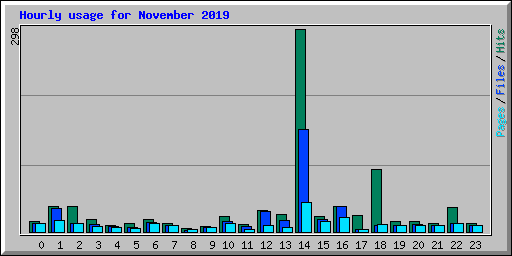 Hourly usage for November 2019
298
Pages/Files/Hits
0 1 2 3 4 5 6 7 8 9 10 11 12 13 14 15 16 17 18 19 20 21 22 23